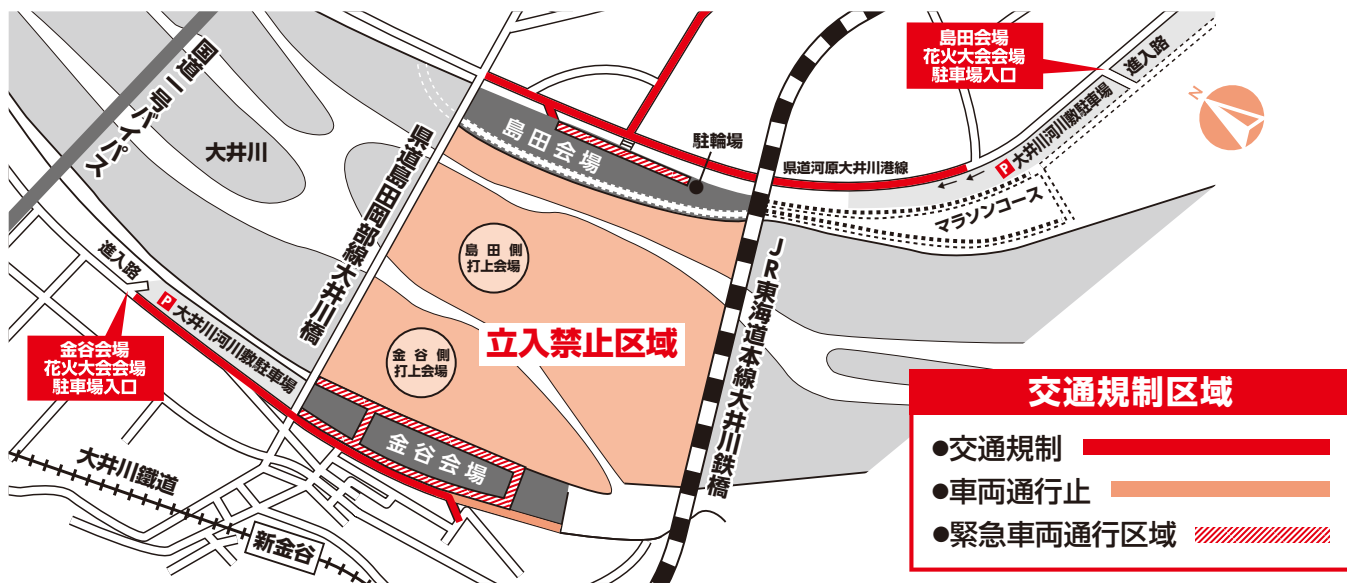 国道一号バイパス
大井川
県道島田岡部線大井川橋
島田会場
駐輪場
島田会場
花火大会会場
駐車場入口
進入路
P大井川河川敷駐車場
県道河原大井川港線
マラソンコース
N
島田側
打上会場
立入禁止区域
金谷側
打上会場
JR東海道本線大井川鉄橋
進入路
P大井川河川敷駐車場
金谷会場
花火大会会場
駐車場入口
金谷会場
大井川鐵道
新金谷
交通規制区域
●交通規制
●車両通行止
●緊急車両通行区域